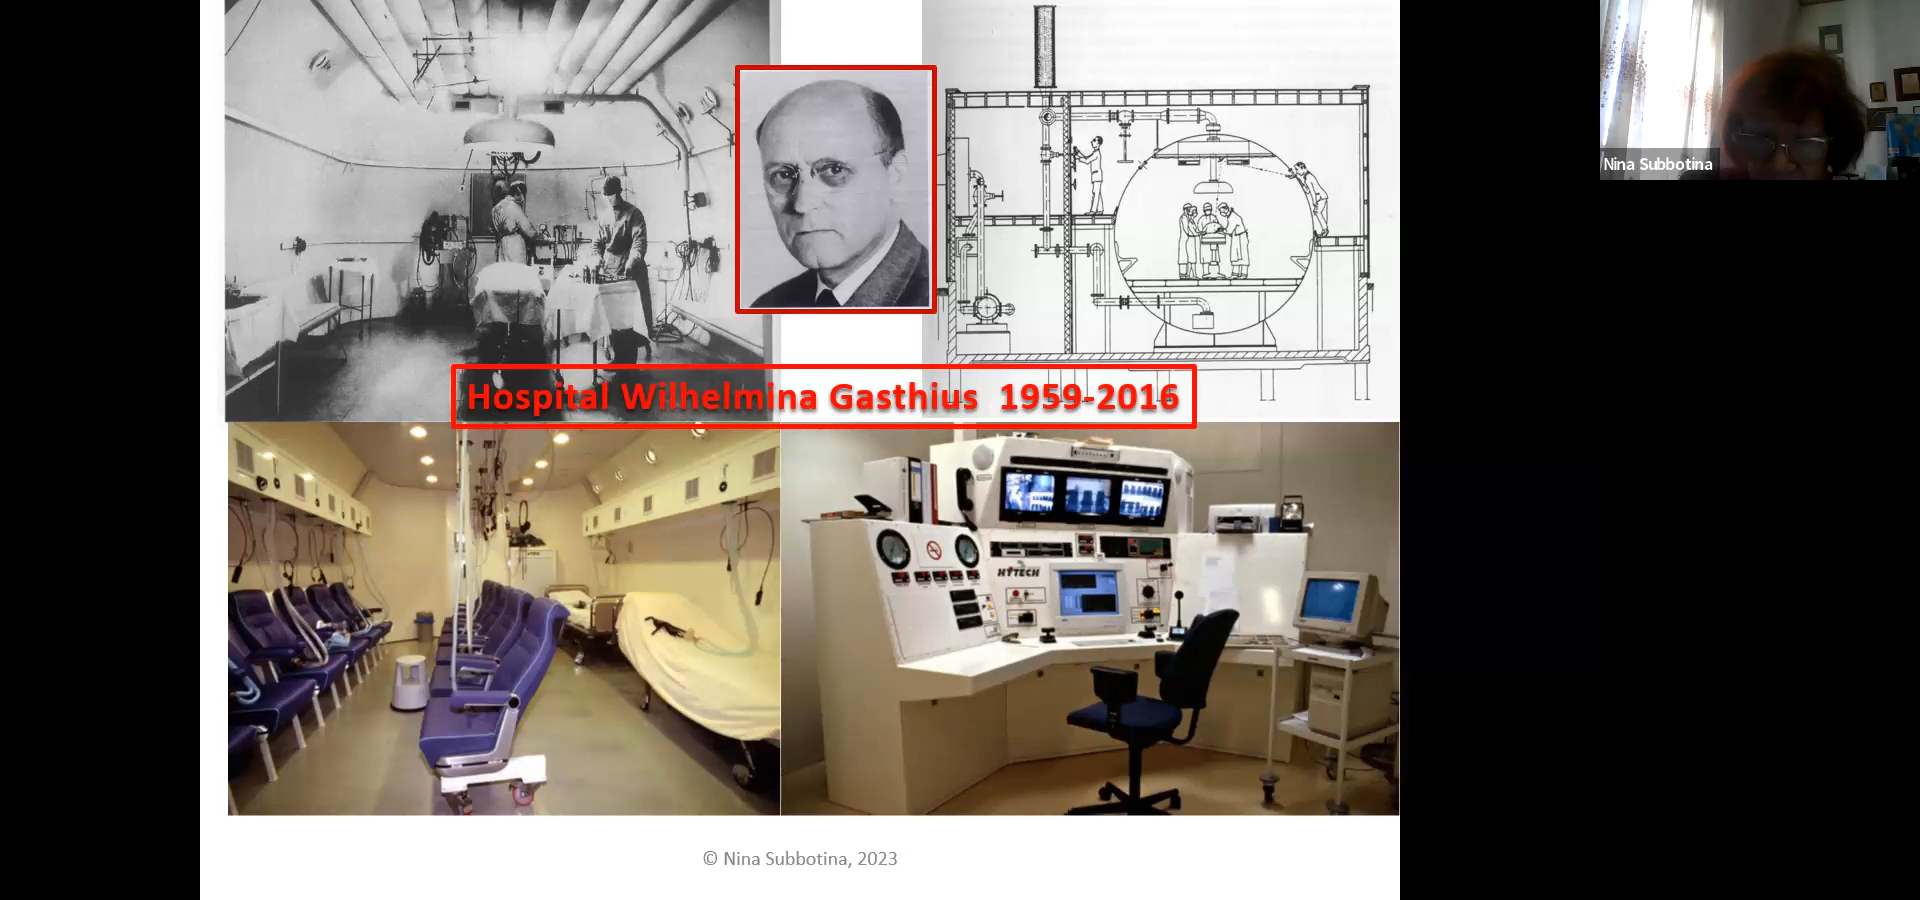 Nina Subbotina
Hospital Wilhelmina Gasthius 1959-2016
HYTECH
© Nina Subbotina, 2023